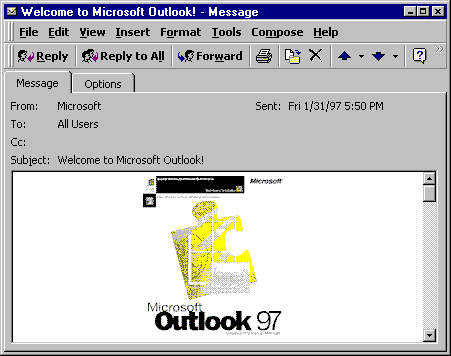 Welcome to Microsoft Outlook! - Message
File Edit View Insert Format Tools Compose Help
Reply Reply to All Forward
Message Options
From: Microsoft Sent: Fri 1/31/97 5:50 PM
To: All Users
Cc:
Subject: Welcome to Microsoft Outlook!
Microsoft
Microsoft
Outlook 97